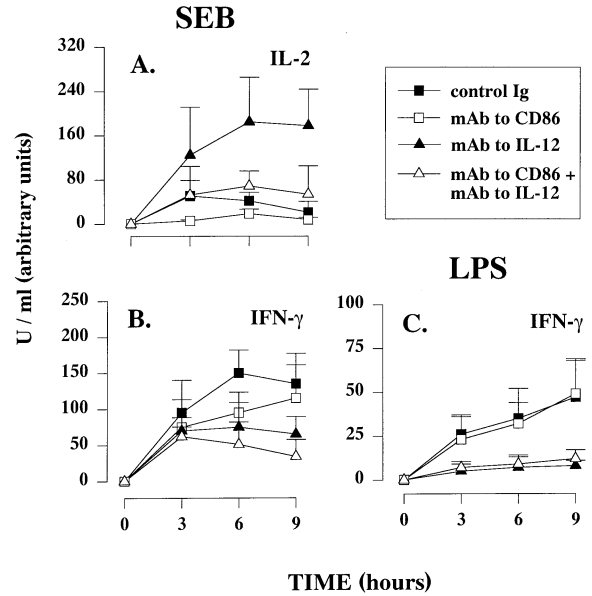 SEB
A.
IL-2
320
240
160
80
0
control Ig
mAb to CD86
mAb to IL-12
mAb to CD86 +
mAb to IL-12
U / ml (arbitrary units)
LPS
B.
IFN-γ
250
200
150
100
50
0
0 3 6 9
C.
IFN-γ
100
75
50
25
0
0 3 6 9
TIME (hours)